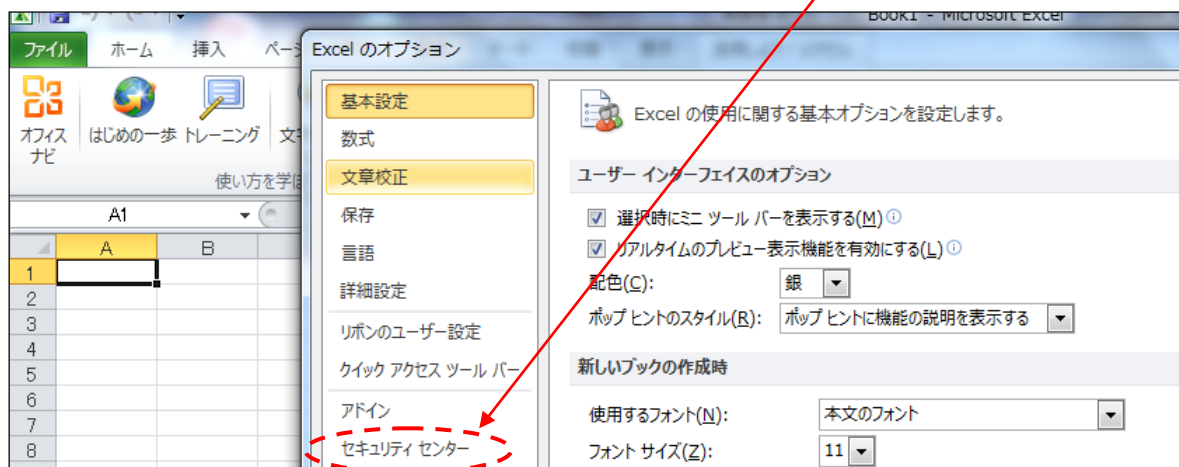 Book1 - Microsoft Excel
ファイル ホーム 挿入 ページ
Excel のオプション
オフィス
ナビ
はじめの一歩 トレーニング
使い方を学
A1
A B
1
2
3
4
5
6
7
8
基本設定
数式
文章校正
保存
言語
詳細設定
リボンのユーザー設定
クイック アクセス ツール バー
アドイン
セキュリティ センター
Excel の使用に関する基本オプションを設定します。
ユーザー インターフェイスのオプション
選択時にミニ ツール バーを表示する(M)
リアルタイムのプレビュー表示機能を有効にする(L)
配色(C): 銀
ポップ ヒントのスタイル(R): ポップ ヒントに機能の説明を表示する
新しいブックの作成時
使用するフォント(N): 本文のフォント
フォント サイズ(Z): 11